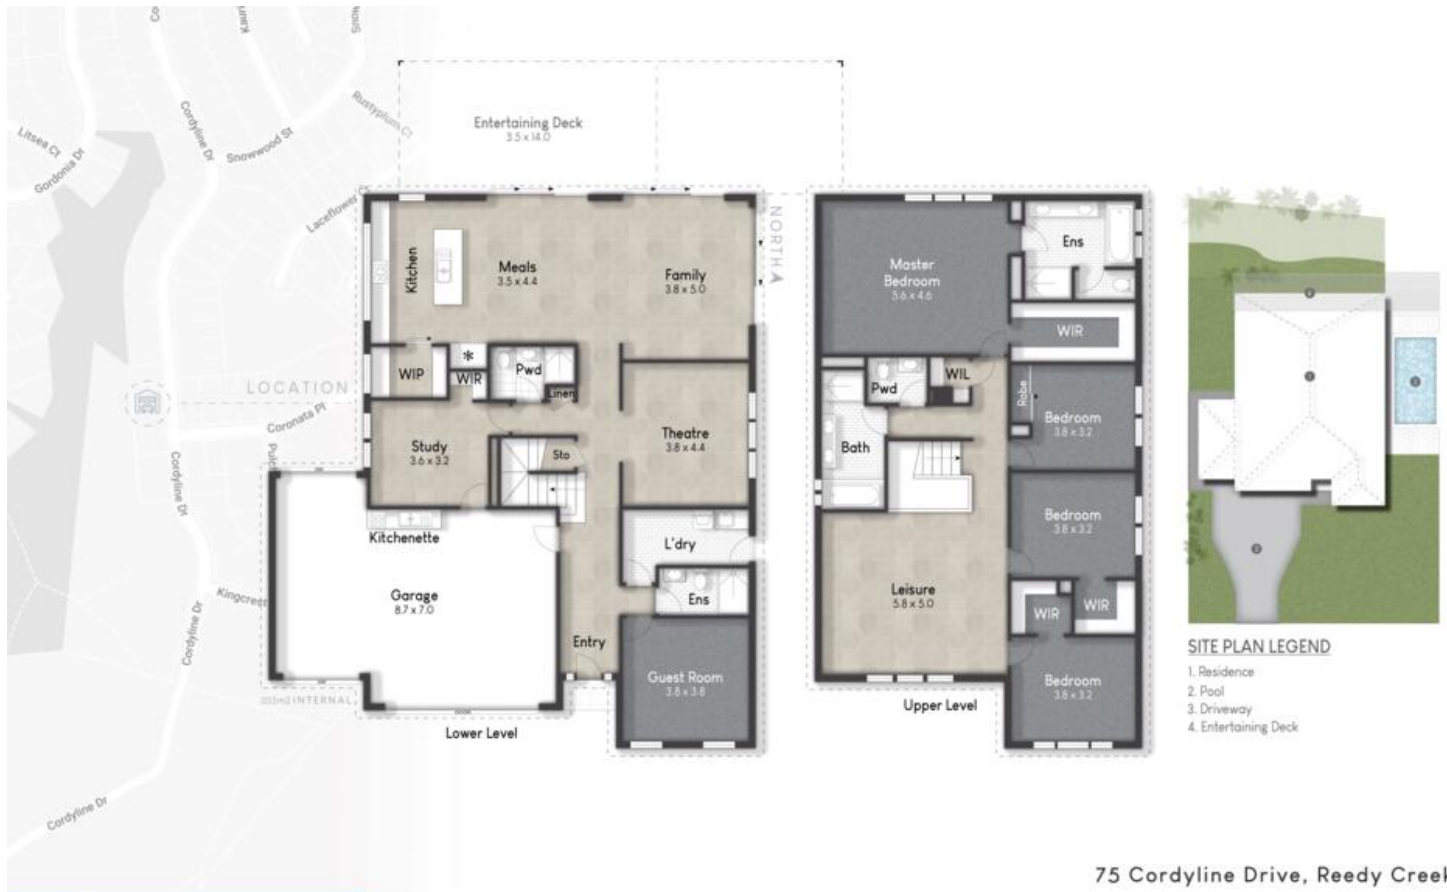 Litsea Ct
Gordonia Dr
Cordyline Dr
Snowwood St
Rustyplum Ct
Laceflower
LOCATION
Coronata Pl
Cordyline Dr
Kingcrest
Cordyline Dr
Cordyline Dr
INTERNAL
Entertaining Deck
3.5 x 14.0
NORTH
Kitchen
Meals
3.5 x 4.4
Family
3.8 x 5.0
WIP
*
WIR
Pwd
Linen
Study
3.6 x 3.2
Sto
Theatre
3.8 x 4.4
Kitchenette
L'dry
Garage
8.7 x 7.0
Ens
Entry
Guest Room
3.8 x 3.8
Lower Level
Master
Bedroom
5.6 x 4.6
Ens
WIR
Pwd
WIL
Robe
Bedroom
3.8 x 3.2
Bath
Bedroom
3.8 x 3.2
Leisure
5.8 x 5.0
WIR
WIR
Bedroom
3.8 x 3.2
Upper Level
SITE PLAN LEGEND
1. Residence
2. Pool
3. Driveway
4. Entertaining Deck
75 Cordyline Drive, Reedy Creek